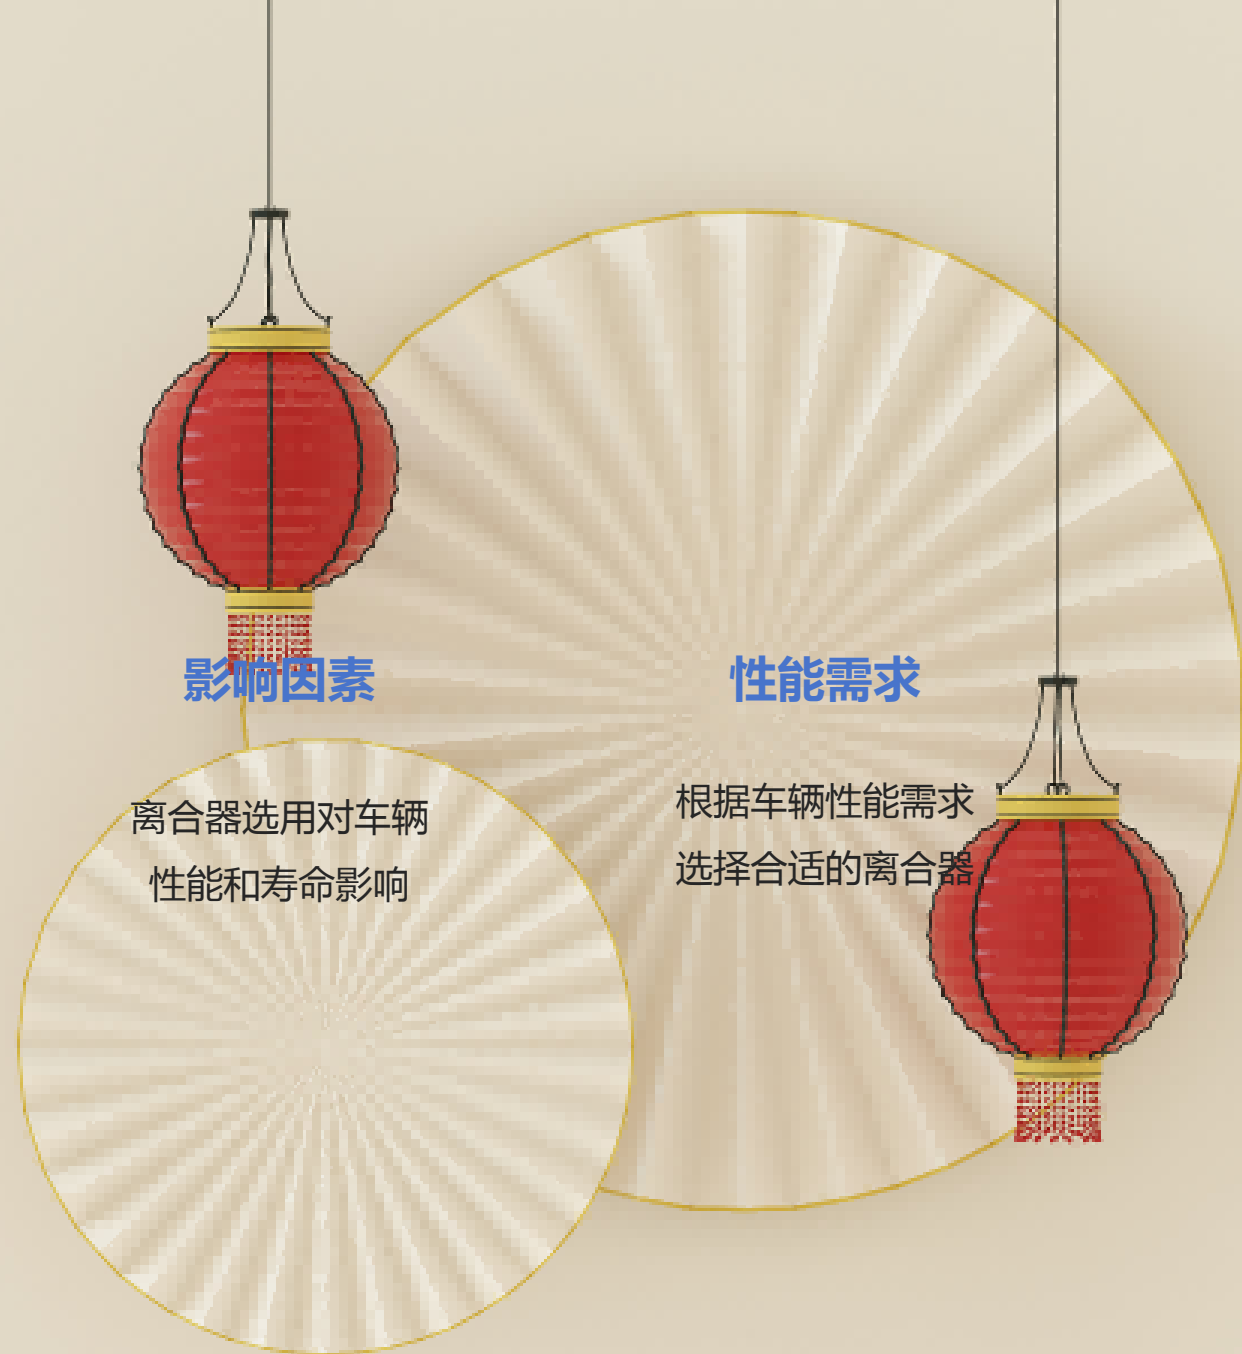 影响因素
离合器选用对车辆
性能和寿命影响
性能需求
根据车辆性能需求
选择合适的离合器